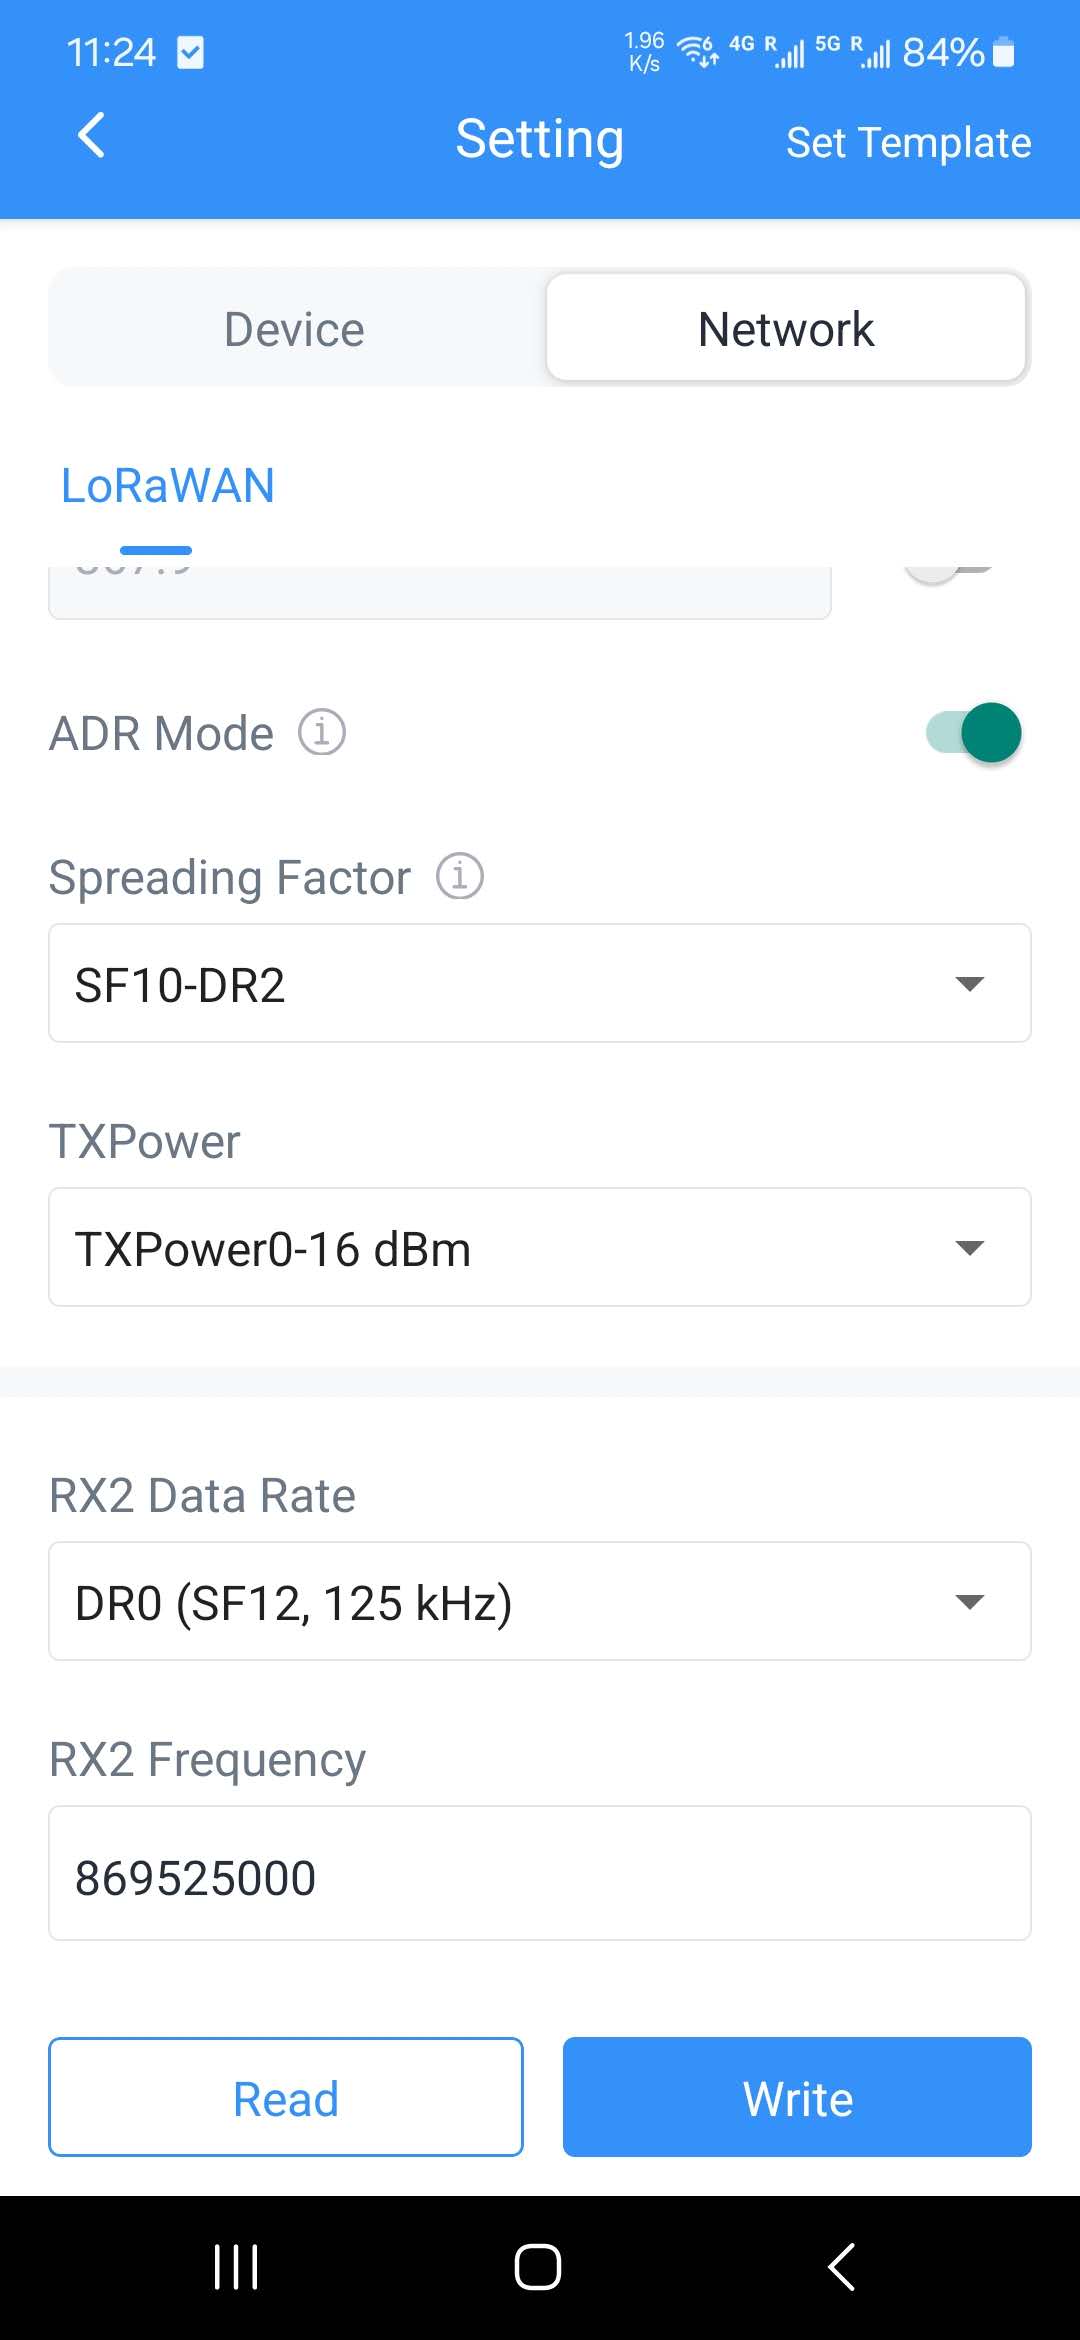 11:24
1.96 K/s 6 4G R 5G R 84%
Setting
Set Template
Device
Network
LoRaWAN
ADR Mode
Spreading Factor
SF10-DR2
TXPower
TXPower0-16 dBm
RX2 Data Rate
DR0 (SF12, 125 kHz)
RX2 Frequency
869525000
Read
Write